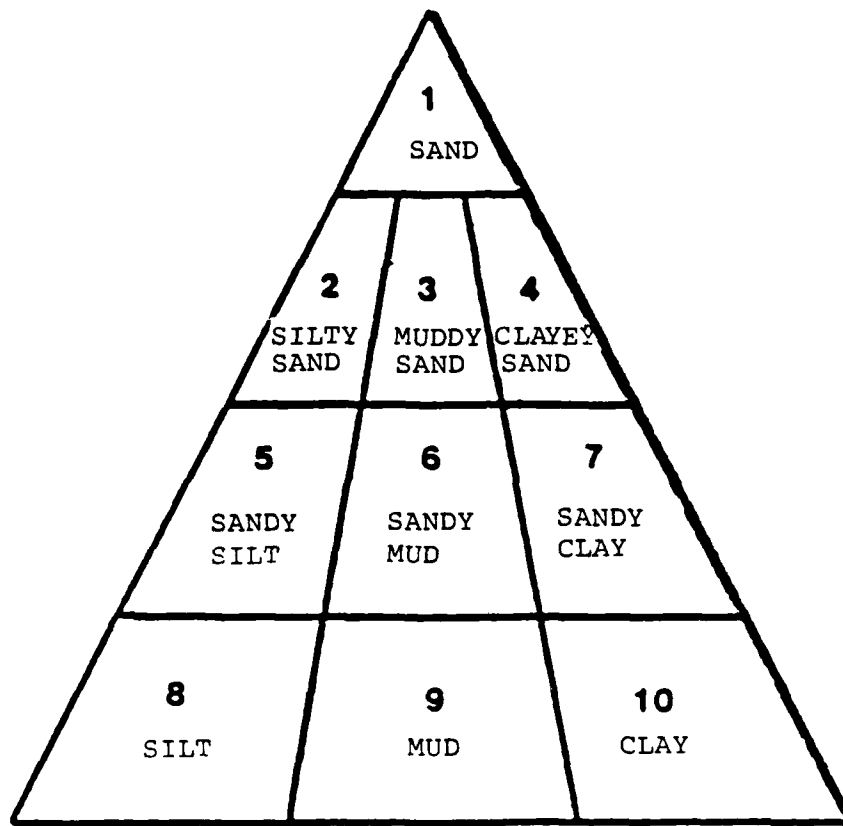 1
SAND
2
SILTY
SAND
3
MUDDY
SAND
4
CLAYEY
SAND
5
SANDY
SILT
6
SANDY
MUD
7
SANDY
CLAY
8
SILT
9
MUD
10
CLAY